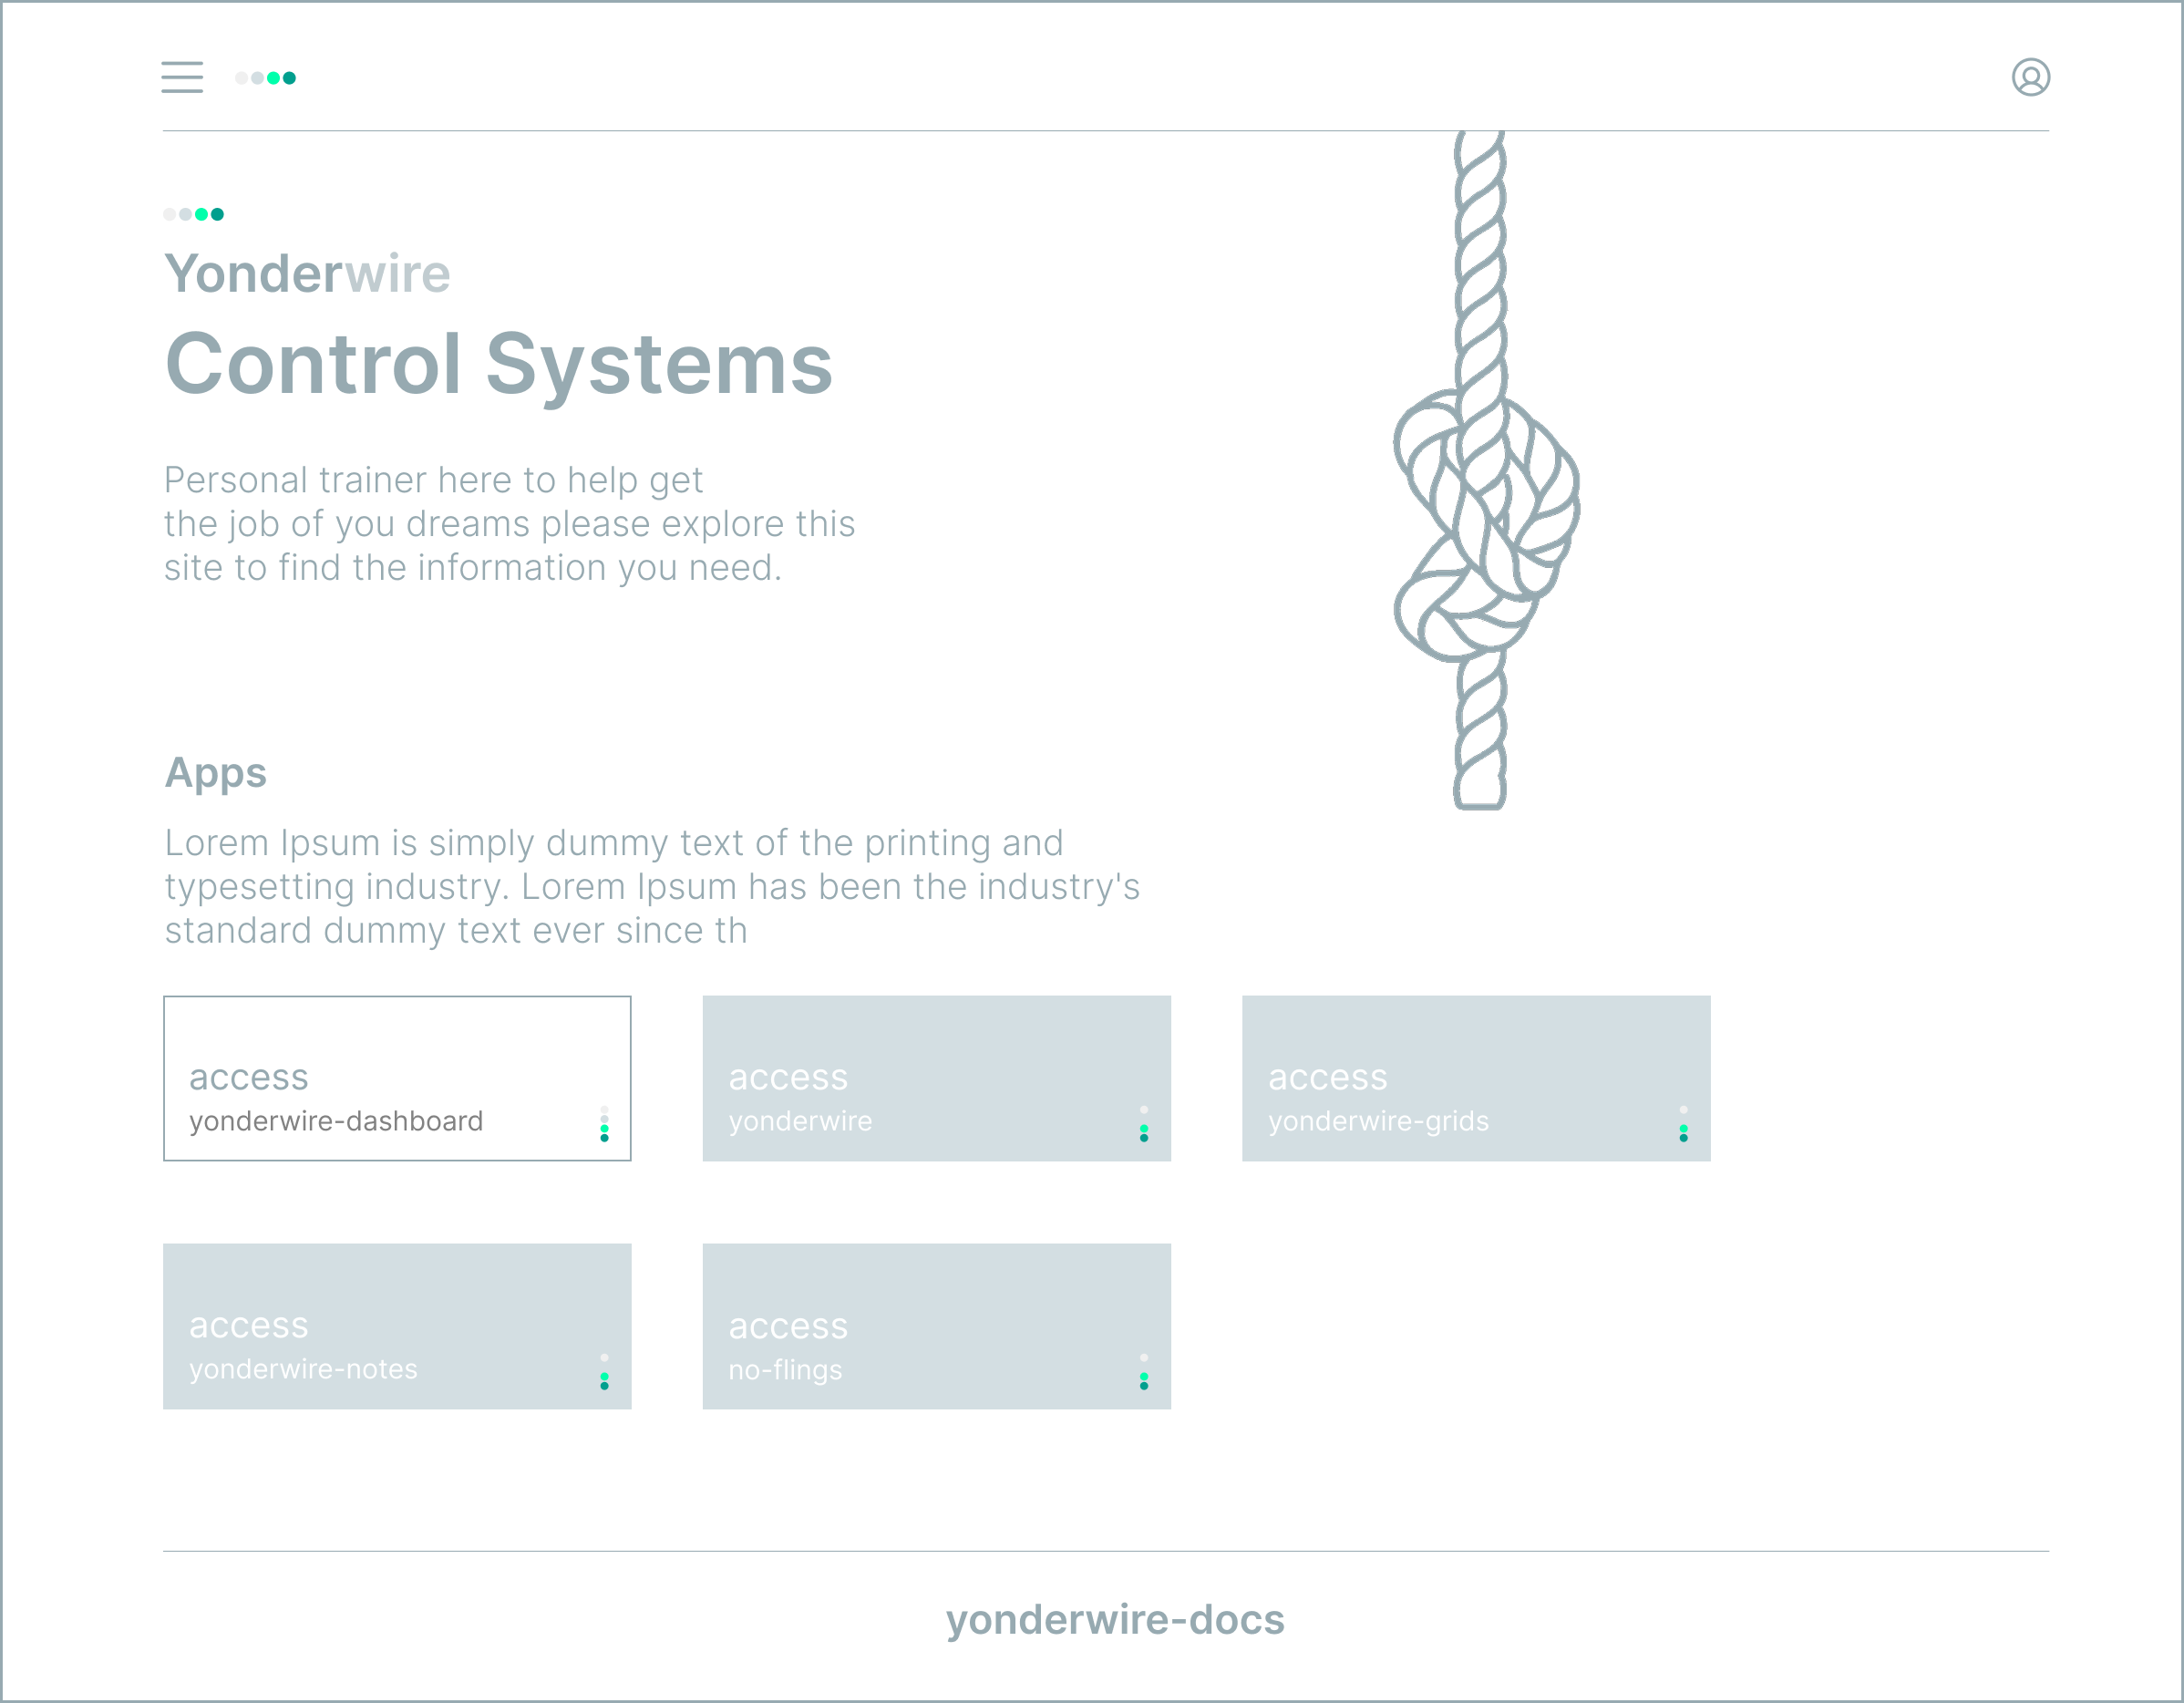 Yonderwire
Control Systems
Personal trainer here to help get
the job of you dreams please explore this
site to find the information you need.
Apps
Lorem Ipsum is simply dummy text of the printing and
typesetting industry. Lorem Ipsum has been the industry's
standard dummy text ever since th
access
yonderwire-dashboard
access
yonderwire
access
yonderwire-grids
access
yonderwire-notes
access
no-flings
yonderwire-docs